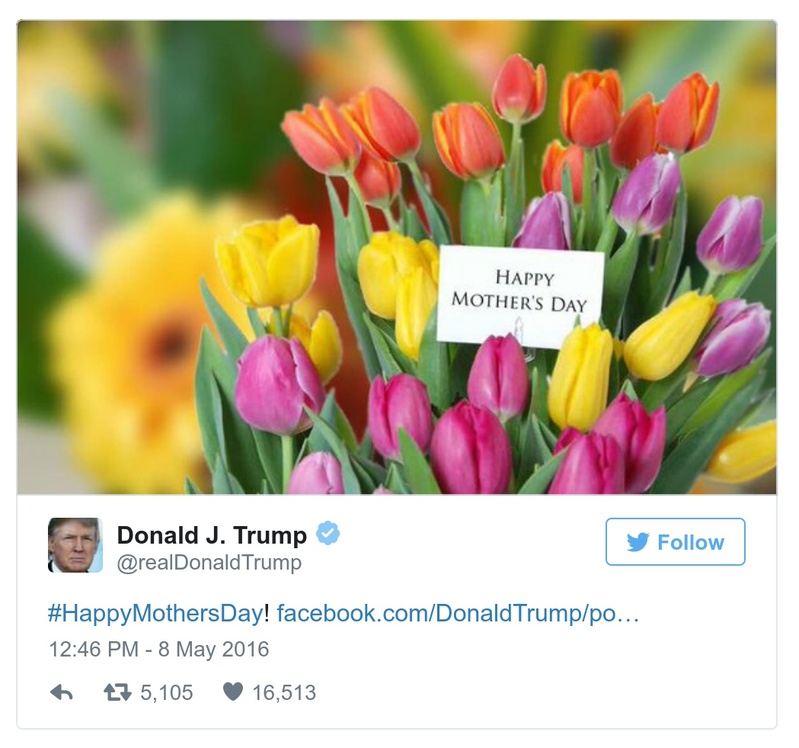 HAPPY
MOTHER'S DAY
Donald J. Trump
@realDonaldTrump
Follow
#HappyMothersDay! facebook.com/DonaldTrump/po…
12:46 PM - 8 May 2016
5,105 16,513